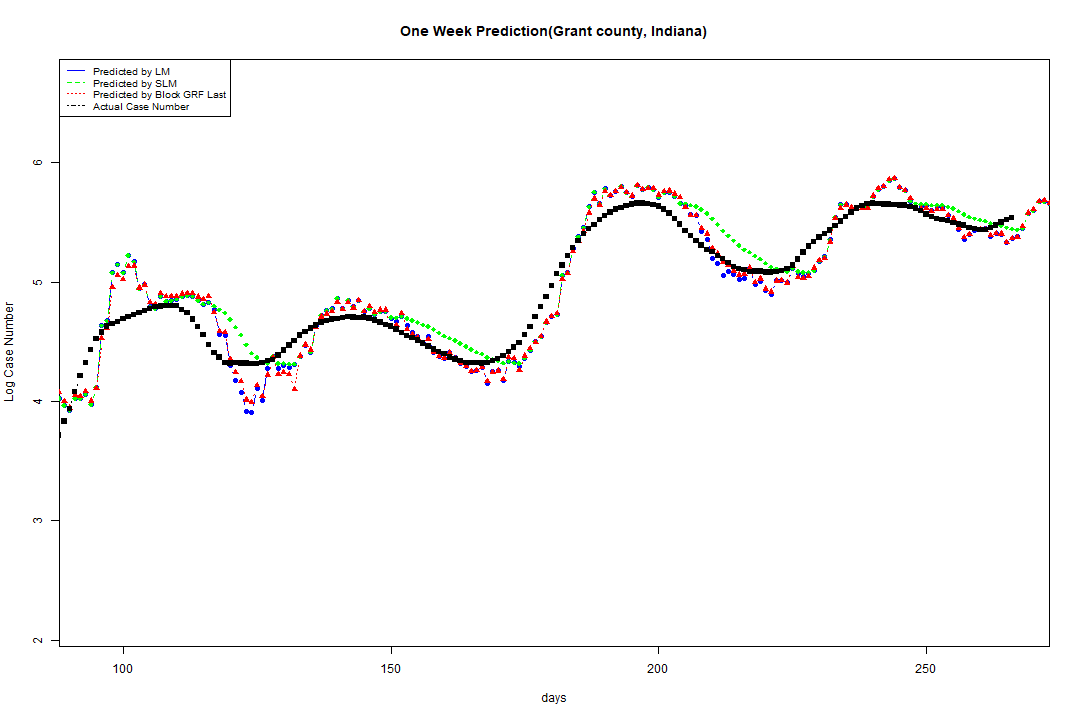 One Week Prediction(Grant county, Indiana)
Predicted by LM
Predicted by SLM
Predicted by Block GRF Last
Actual Case Number
6
5
4
3
2
Log Case Number
100
150
200
250
days